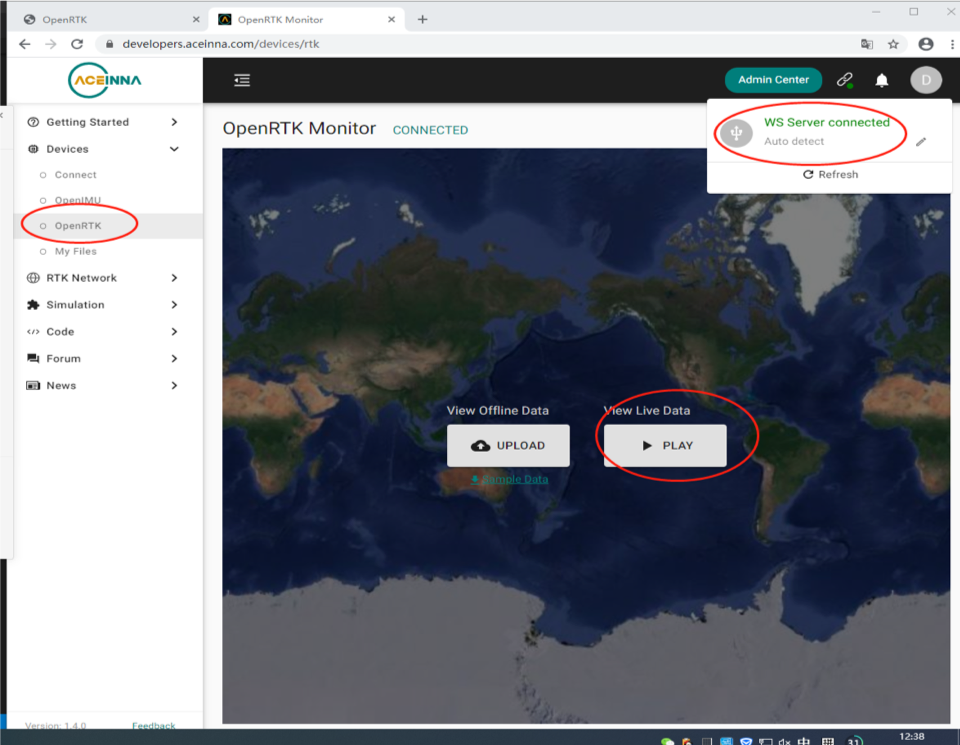 OpenRTK
OpenRTK Monitor
developers.aceinna.com/devices/rtk
ACEINNA
Admin Center
D
Getting Started
Devices
Connect
OpenIMU
OpenRTK
My Files
RTK Network
Simulation
Code
Forum
News
Version: 1.4.0
Feedback
OpenRTK Monitor
CONNECTED
WS Server connected
Auto detect
Refresh
View Offline Data
UPLOAD
Sample Data
View Live Data
PLAY
中
31
12:38